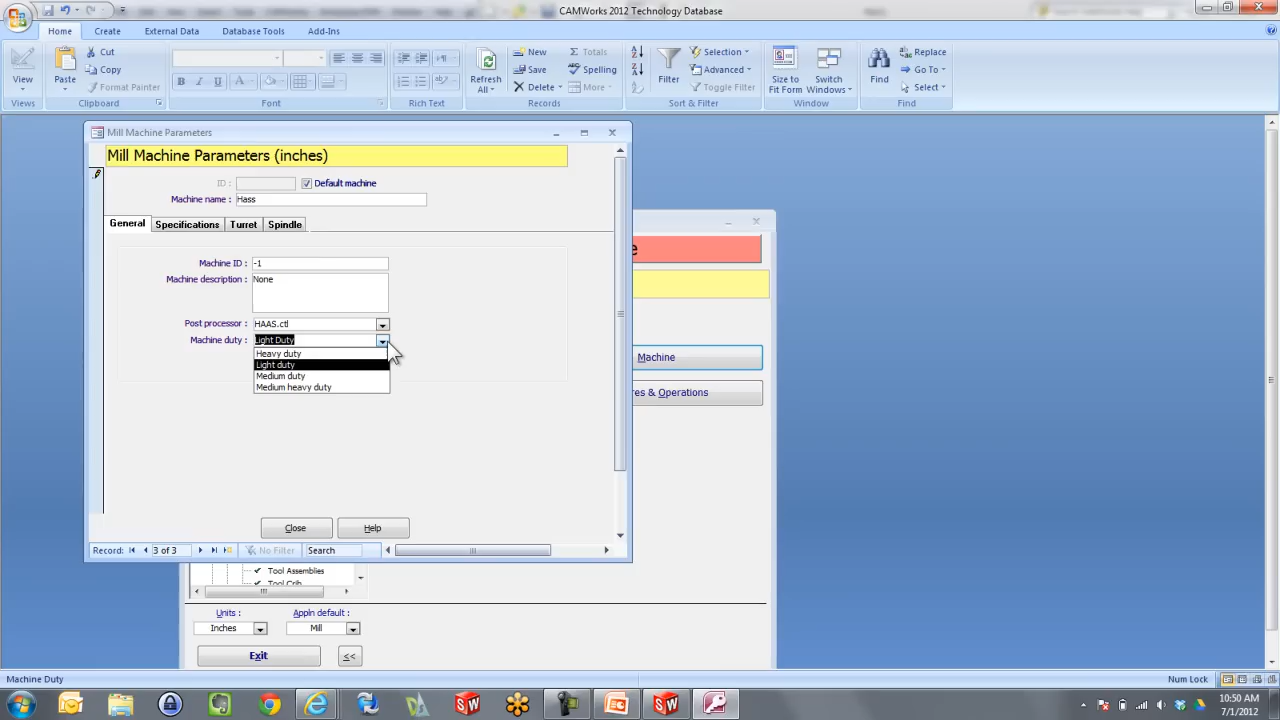 CAMWorks 2012 Technology Database
Home
Create
External Data
Database Tools
Add-Ins
View
Views
Paste
Cut
Copy
Format Painter
Clipboard
B I U A
Font
Rich Text
Refresh
All
New
Save
Delete
Totals
Spelling
More
Records
Filter
Selection
Advanced
Toggle Filter
Sort & Filter
Size to
Fit Form
Switch
Windows
Window
Find
Replace
Go To
Select
Find
Mill Machine Parameters
Mill Machine Parameters (inches)
ID :
Default machine
Machine name : Hass
General Specifications Turret Spindle
Machine ID : -1
Machine description : None
Post processor : HAAS.ctl
Machine duty : Light Duty
Heavy duty
Light duty
Medium duty
Medium heavy duty
Close Help
Record: 3 of 3 No Filter Search
e
Machine
res & Operations
Tool Assemblies
Tool Crib
Units : Appln default :
Inches Mill
Exit <<
Machine Duty
Num Lock
10:50 AM
7/1/2012